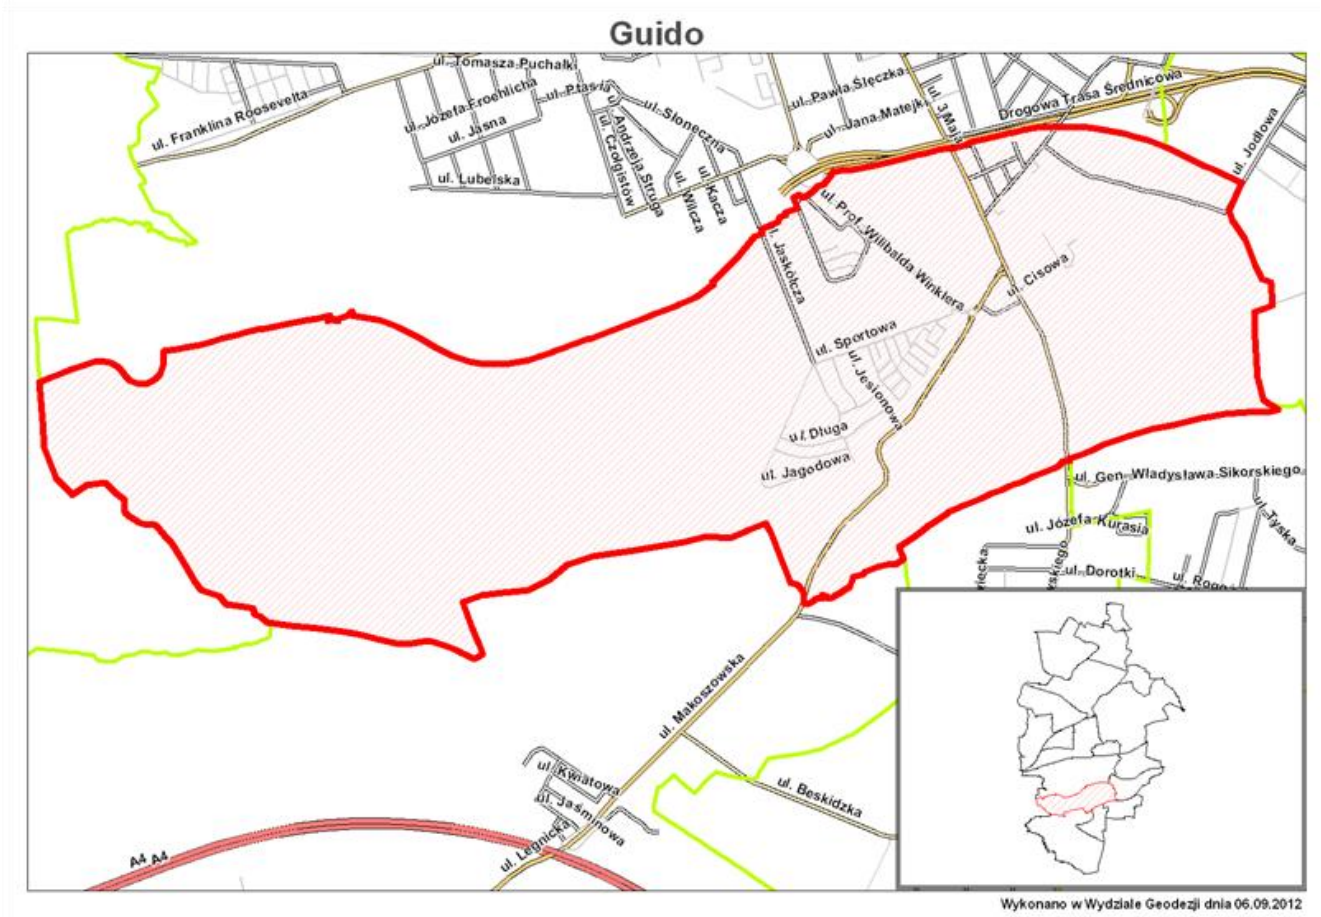 Guido
ul. Tomasza Puchałki
ul. Franklina Roosevelta
ul. Józefa Froehlicha
ul. Ptasia
ul. Jasna
ul. Lubelska
ul. Czołgistów
ul. Andrzeja Struga
ul. Słoneczna
ul. Wilcza
ul. Kacza
ul. Pawła Ślęczka
ul. Jana Matejki
ul. 3 Maja
Drogowa Trasa Średnicowa
ul. Jodłowa
ul. Prof. Wilibalda Winklera
l. Jaskółcza
ul. Cisowa
ul. Sportowa
ul. Jesionowa
ul. Długa
ul. Jagodowa
ul. Gen. Władysława Sikorskiego
ul. Józefa Kurasia
ul. Tyska
ul. Dorotki
ul. Makoszowska
ul. Kwiatowa
ul. Jaśminowa
ul. Legnicka
ul. Beskidzka
A4 A4
Wykonano w Wydziale Geodezji dnia 06.09.2012